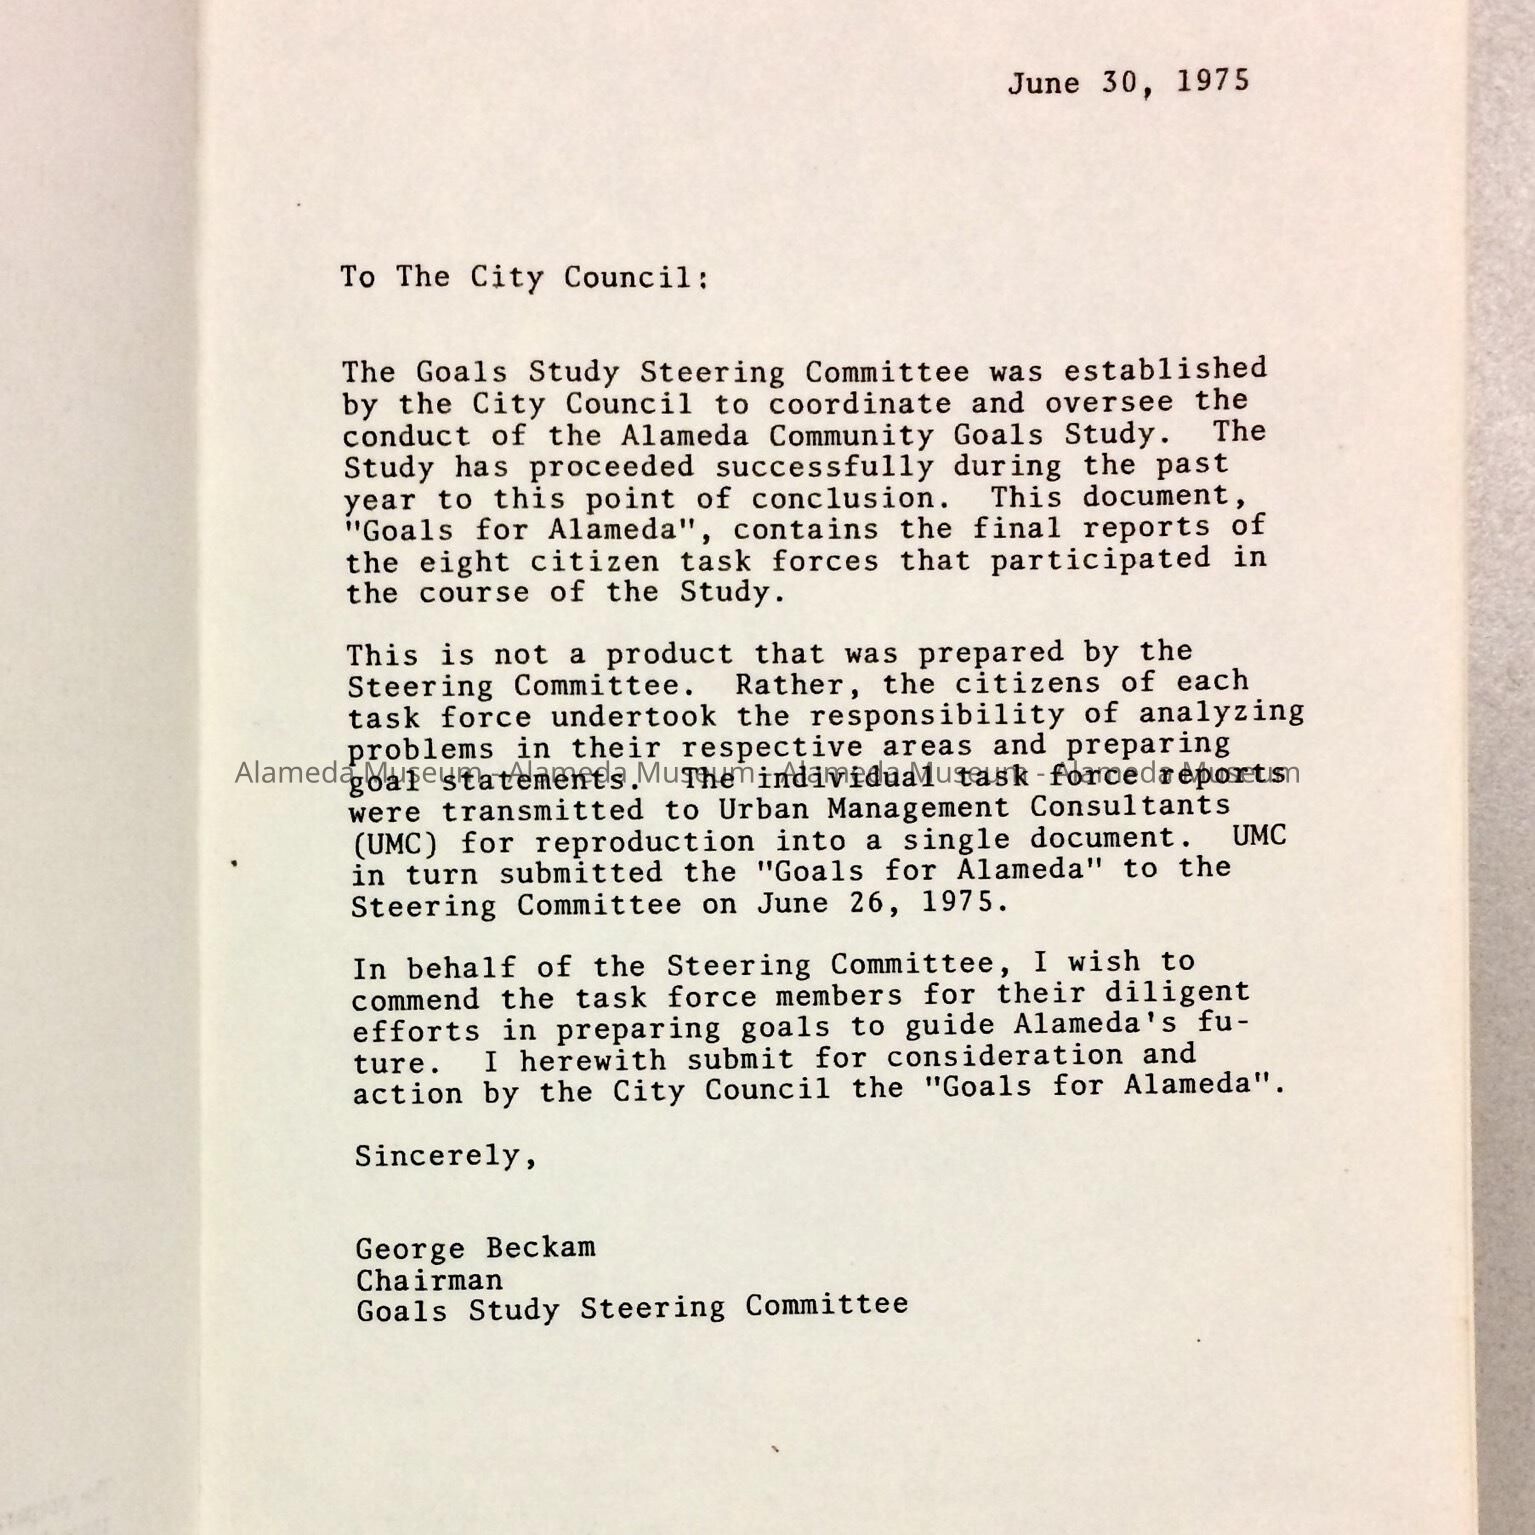 June 30, 1975
To The City Council:
The Goals Study Steering Committee was established
by the City Council to coordinate and oversee the
conduct of the Alameda Community Goals Study.  The
Study has proceeded successfully during the past
year to this point of conclusion.  This document,
"Goals for Alameda", contains the final reports of
the eight citizen task forces that participated in
the course of the Study.
This is not a product that was prepared by the
Steering Committee.  Rather, the citizens of each
task force undertook the responsibility of analyzing
problems in their respective areas and preparing
Alameda Museum - Alameda Museum - Alameda Museum - Alameda Museum
goal statements.  The individual task force reports
were transmitted to Urban Management Consultants
(UMC) for reproduction into a single document.  UMC
in turn submitted the "Goals for Alameda" to the
Steering Committee on June 26, 1975.
In behalf of the Steering Committee, I wish to
commend the task force members for their diligent
efforts in preparing goals to guide Alameda's fu-
ture.  I herewith submit for consideration and
action by the City Council the "Goals for Alameda".
Sincerely,
George Beckam
Chairman
Goals Study Steering Committee